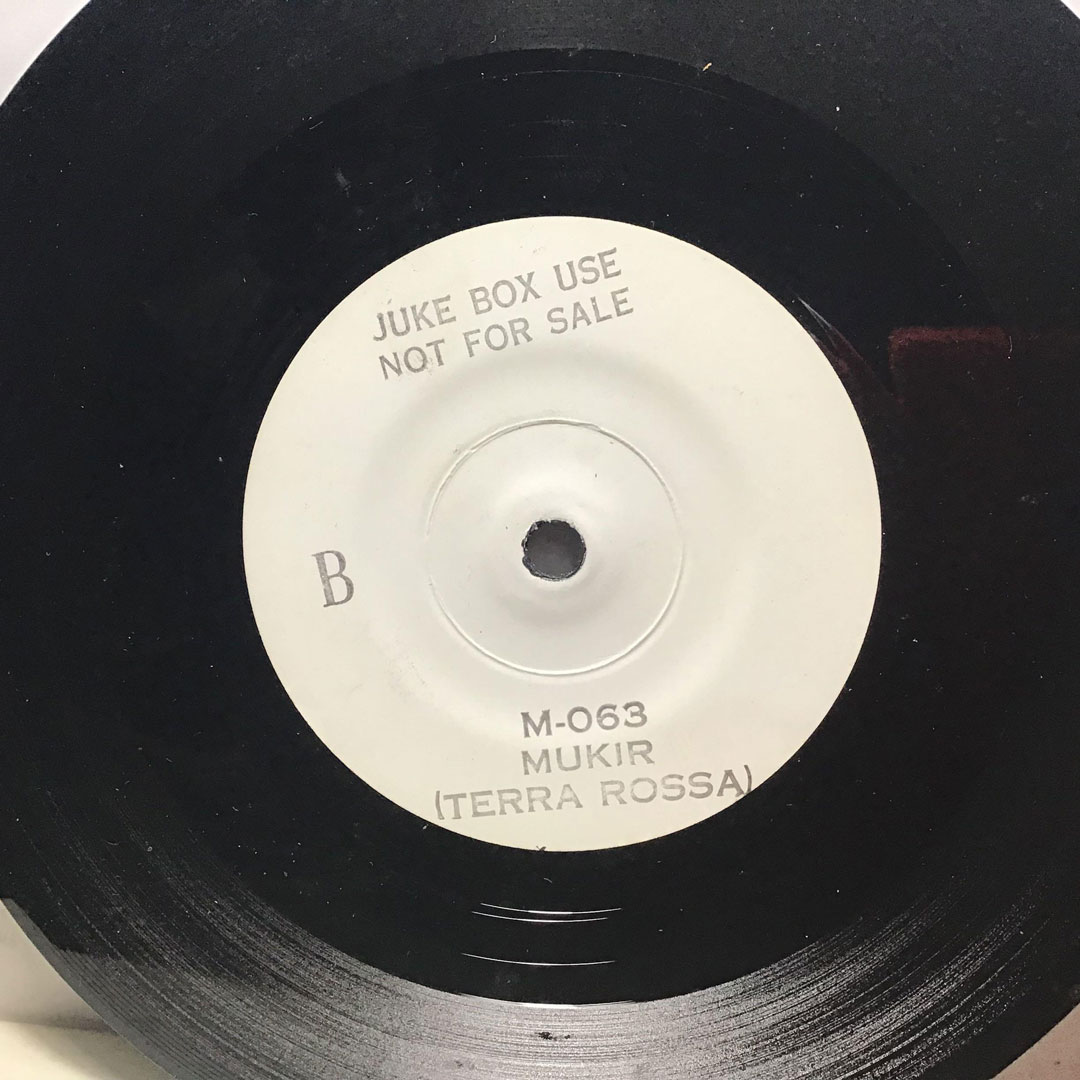 JUKE BOX USE
NOT FOR SALE
B
M-063
MUKIR
(TERRA ROSSA)